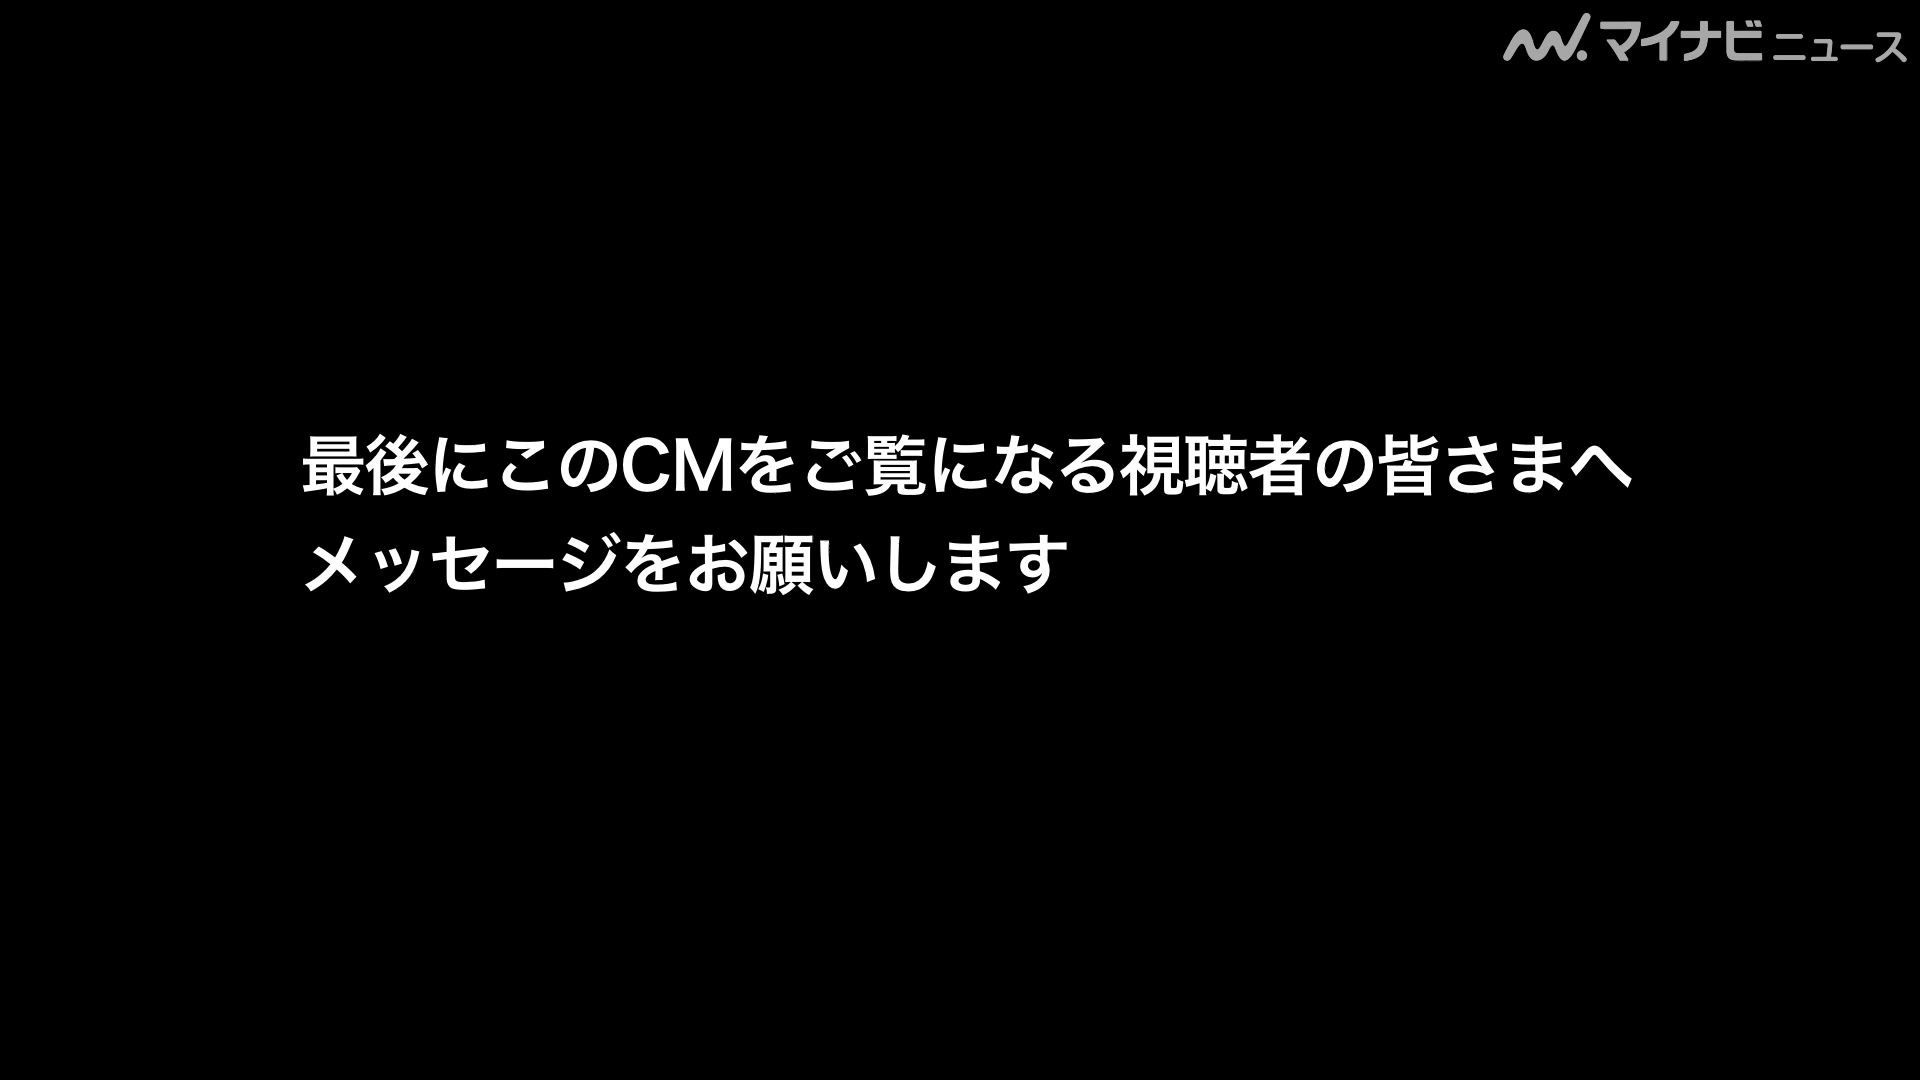 マイナビニュース
最後にこのCMをご覧になる視聴者の皆さまへ
メッセージをお願いします